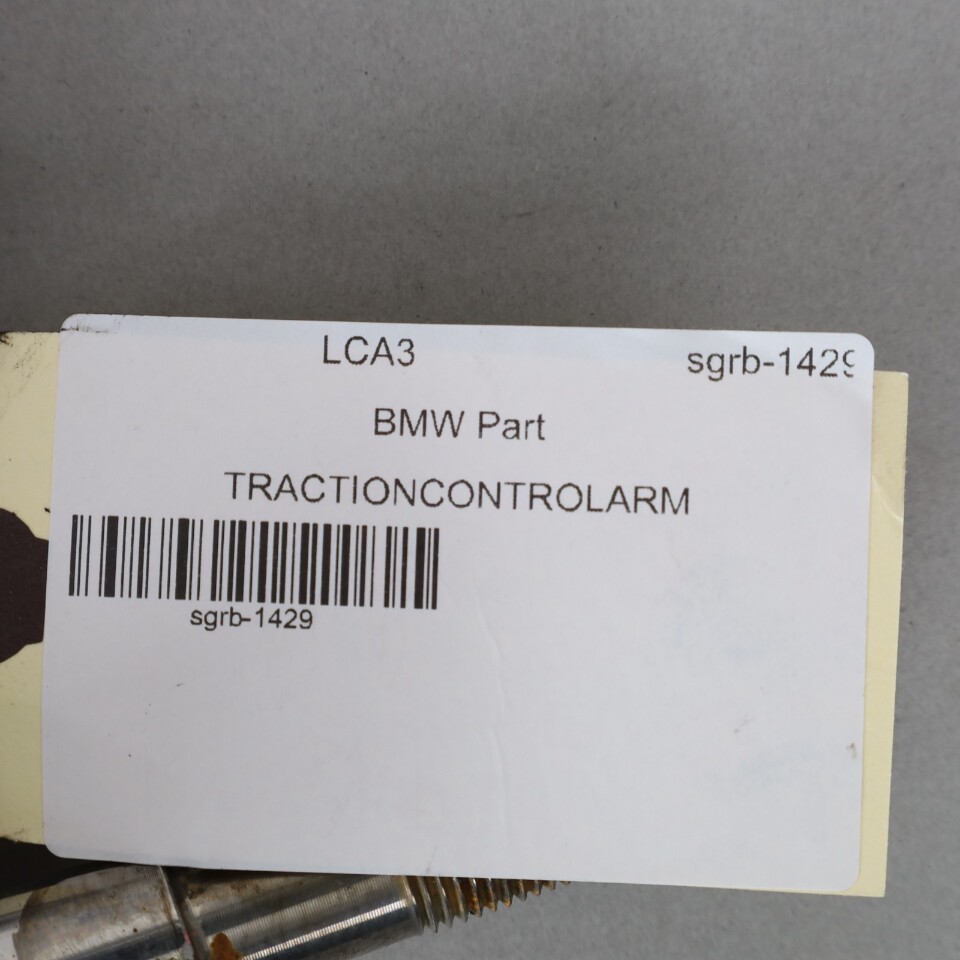 LCA3 sgrb-1429
BMW Part
TRACTIONCONTROLARM
sgrb-1429